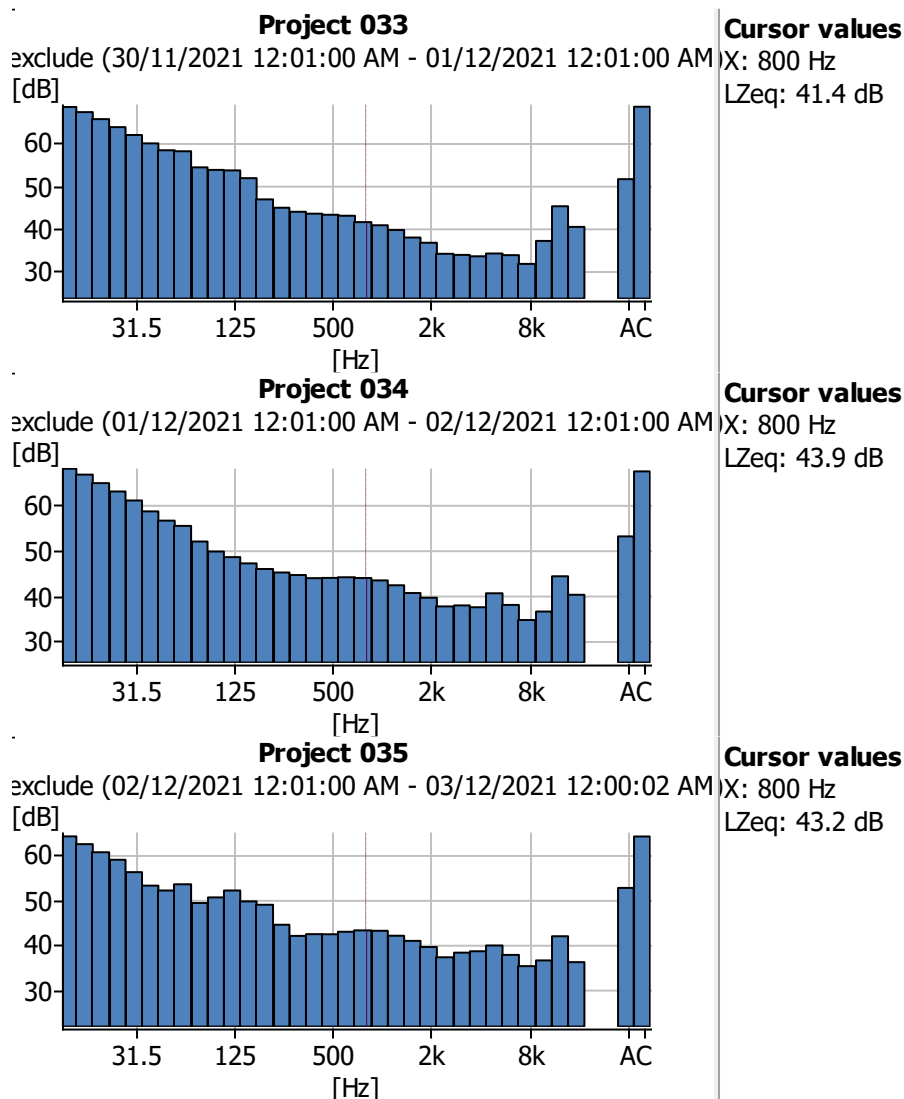 Project 033
exclude (30/11/2021 12:01:00 AM - 01/12/2021 12:01:00 AM
[dB]
60
50
40
30
31.5 125 500 2k 8k AC
[Hz]
Cursor values
X: 800 Hz
LZeq: 41.4 dB
Project 034
exclude (01/12/2021 12:01:00 AM - 02/12/2021 12:01:00 AM
[dB]
60
50
40
30
31.5 125 500 2k 8k AC
[Hz]
Cursor values
X: 800 Hz
LZeq: 43.9 dB
Project 035
exclude (02/12/2021 12:01:00 AM - 03/12/2021 12:00:02 AM
[dB]
60
50
40
30
31.5 125 500 2k 8k AC
[Hz]
Cursor values
X: 800 Hz
LZeq: 43.2 dB